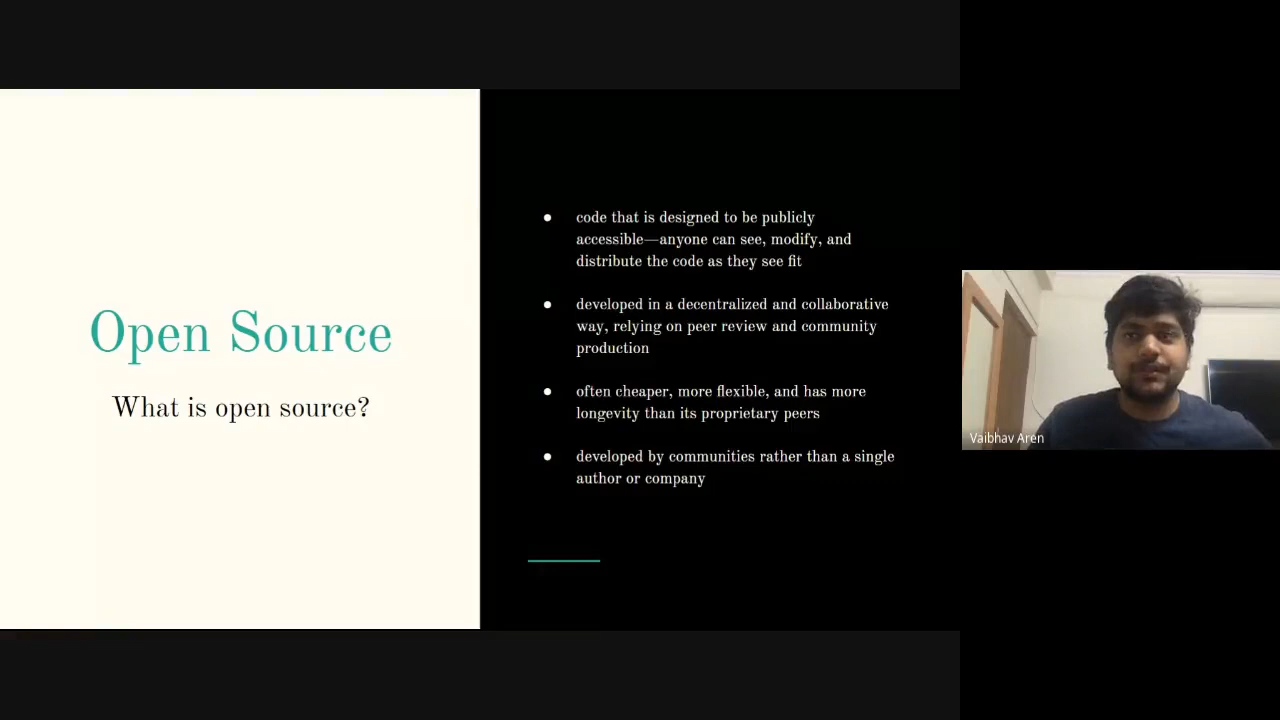 Open Source
What is open source?
● code that is designed to be publicly
accessible—anyone can see, modify, and
distribute the code as they see fit
● developed in a decentralized and collaborative
way, relying on peer review and community
production
● often cheaper, more flexible, and has more
longevity than its proprietary peers
● developed by communities rather than a single
author or company
Vaibhav Aren